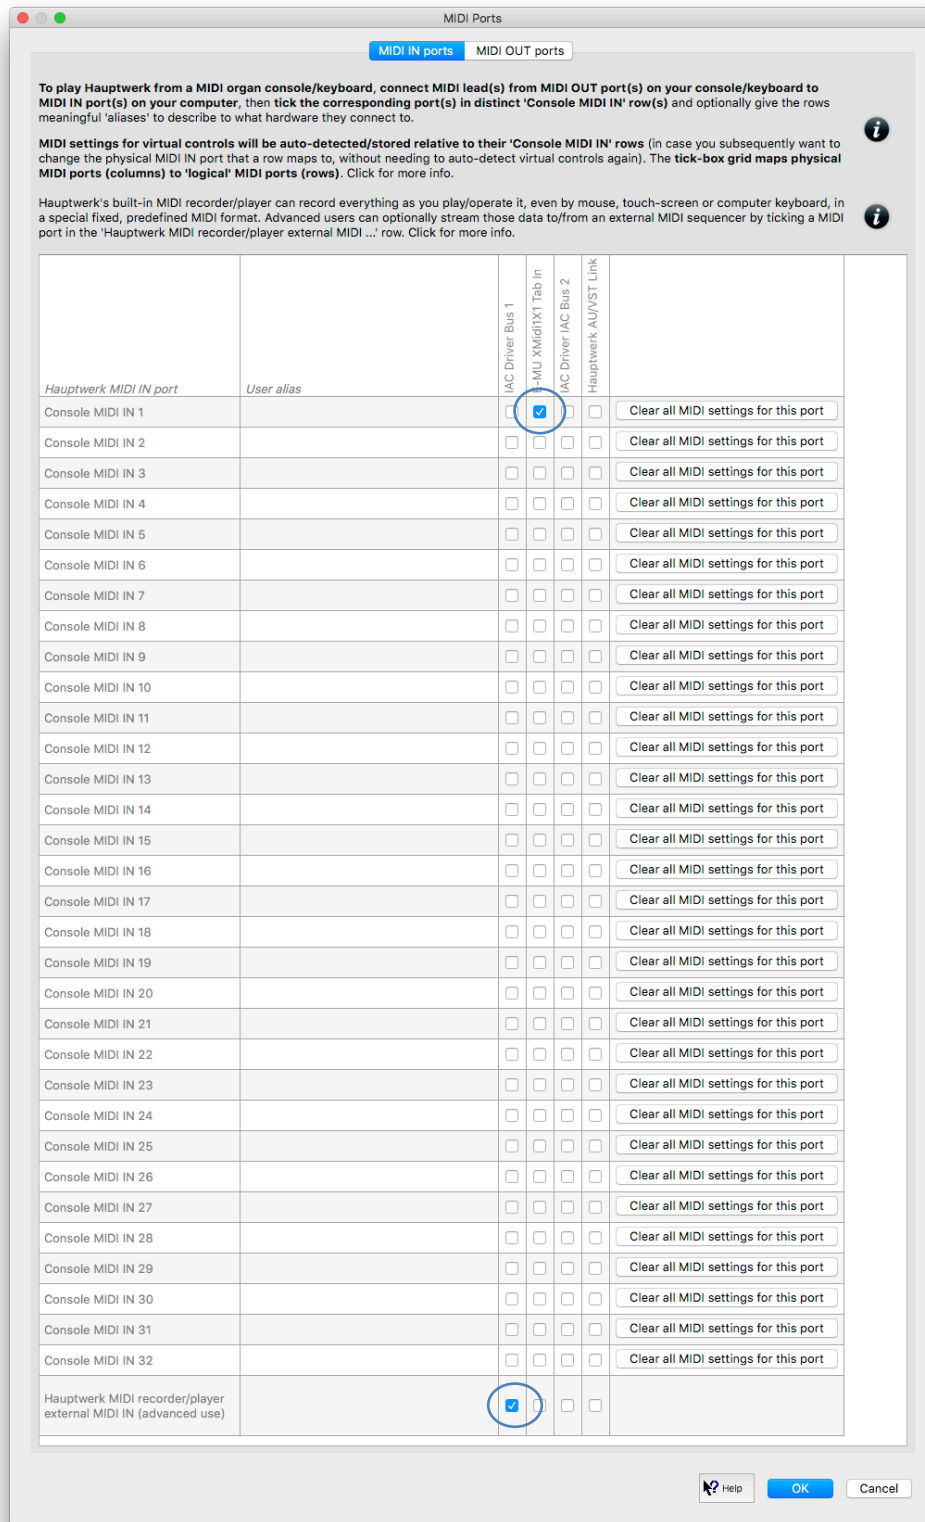 MIDI Ports
MIDI IN ports MIDI OUT ports
To play Hauptwerk from a MIDI organ console/keyboard, connect MIDI lead(s) from MIDI OUT port(s) on your console/keyboard to
MIDI IN port(s) on your computer, then tick the corresponding port(s) in distinct 'Console MIDI IN' row(s) and optionally give the rows
meaningful 'aliases' to describe to what hardware they connect to.
MIDI settings for virtual controls will be auto-detected/stored relative to their 'Console MIDI IN' rows (in case you subsequently want to
change the physical MIDI IN port that a row maps to, without needing to auto-detect virtual controls again). The tick-box grid maps physical
MIDI ports (columns) to 'logical' MIDI ports (rows). Click for more info.
Hauptwerk's built-in MIDI recorder/player can record everything as you play/operate it, even by mouse, touch-screen or computer keyboard, in
a special fixed, predefined MIDI format. Advanced users can optionally stream those data to/from an external MIDI sequencer by ticking a MIDI
port in the 'Hauptwerk MIDI recorder/player external MIDI ...' row. Click for more info.
Hauptwerk MIDI IN port User alias
IAC Driver Bus 1
E-MU XMidi1X1 Tab In
IAC Driver IAC Bus 2
Hauptwerk AU/VST Link
Console MIDI IN 1 Clear all MIDI settings for this port
Console MIDI IN 2 Clear all MIDI settings for this port
Console MIDI IN 3 Clear all MIDI settings for this port
Console MIDI IN 4 Clear all MIDI settings for this port
Console MIDI IN 5 Clear all MIDI settings for this port
Console MIDI IN 6 Clear all MIDI settings for this port
Console MIDI IN 7 Clear all MIDI settings for this port
Console MIDI IN 8 Clear all MIDI settings for this port
Console MIDI IN 9 Clear all MIDI settings for this port
Console MIDI IN 10 Clear all MIDI settings for this port
Console MIDI IN 11 Clear all MIDI settings for this port
Console MIDI IN 12 Clear all MIDI settings for this port
Console MIDI IN 13 Clear all MIDI settings for this port
Console MIDI IN 14 Clear all MIDI settings for this port
Console MIDI IN 15 Clear all MIDI settings for this port
Console MIDI IN 16 Clear all MIDI settings for this port
Console MIDI IN 17 Clear all MIDI settings for this port
Console MIDI IN 18 Clear all MIDI settings for this port
Console MIDI IN 19 Clear all MIDI settings for this port
Console MIDI IN 20 Clear all MIDI settings for this port
Console MIDI IN 21 Clear all MIDI settings for this port
Console MIDI IN 22 Clear all MIDI settings for this port
Console MIDI IN 23 Clear all MIDI settings for this port
Console MIDI IN 24 Clear all MIDI settings for this port
Console MIDI IN 25 Clear all MIDI settings for this port
Console MIDI IN 26 Clear all MIDI settings for this port
Console MIDI IN 27 Clear all MIDI settings for this port
Console MIDI IN 28 Clear all MIDI settings for this port
Console MIDI IN 29 Clear all MIDI settings for this port
Console MIDI IN 30 Clear all MIDI settings for this port
Console MIDI IN 31 Clear all MIDI settings for this port
Console MIDI IN 32 Clear all MIDI settings for this port
Hauptwerk MIDI recorder/player
external MIDI IN (advanced use)
Help OK Cancel